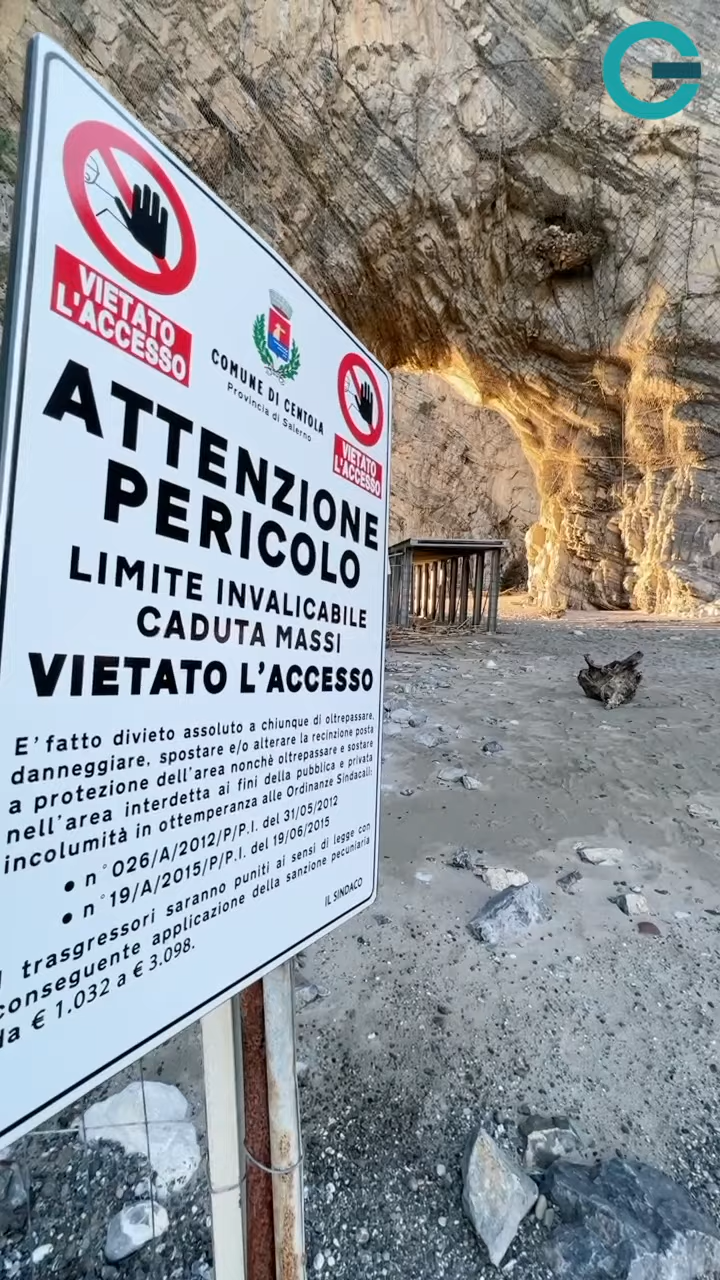 VIETATO
L'ACCESSO
COMUNE DI CENTOLA
Provincia di Salerno
VIETATO
L'ACCESSO
ATTENZIONE
PERICOLO
LIMITE INVALICABILE
CADUTA MASSI
VIETATO L'ACCESSO
E' fatto divieto assoluto a chiunque di oltrepassare,
danneggiare, spostare e/o alterare la recinzione posta
a protezione dell'area nonchè oltrepassare e sostare
nell'area interdetta ai fini della pubblica e privata
incolumità in ottemperanza alle Ordinanze Sindacali:
• n° 026/A/2012/P/P.I. del 31/05/2012
• n° 19/A/2015/P/P.I. del 19/06/2015
I trasgressori saranno puniti ai sensi di legge con
conseguente applicazione della sanzione pecuniaria
da € 1.032 a € 3.098.
IL SINDACO